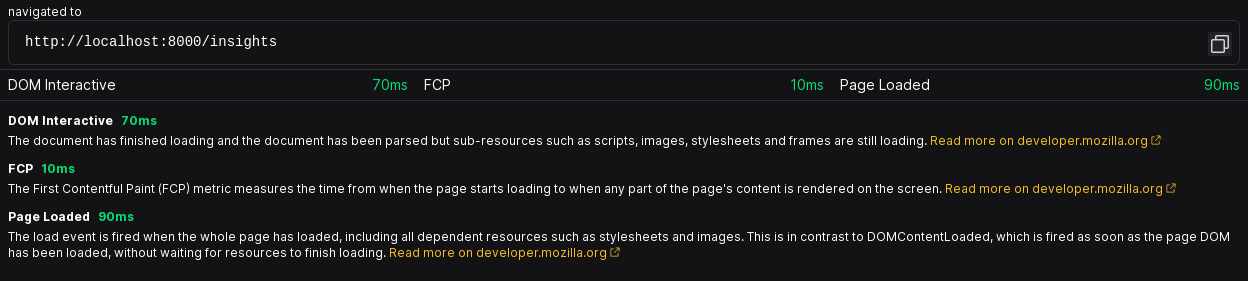 navigated to
http://localhost:8000/insights
DOM Interactive 70ms FCP 10ms Page Loaded 90ms
DOM Interactive 70ms
The document has finished loading and the document has been parsed but sub-resources such as scripts, images, stylesheets and frames are still loading. Read more on developer.mozilla.org
FCP 10ms
The First Contentful Paint (FCP) metric measures the time from when the page starts loading to when any part of the page's content is rendered on the screen. Read more on developer.mozilla.org
Page Loaded 90ms
The load event is fired when the whole page has loaded, including all dependent resources such as stylesheets and images. This is in contrast to DOMContentLoaded, which is fired as soon as the page DOM
has been loaded, without waiting for resources to finish loading. Read more on developer.mozilla.org